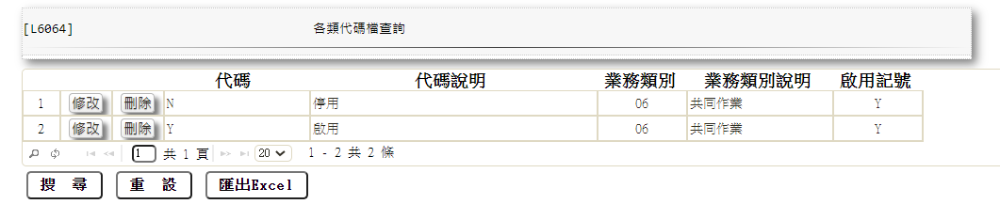 [L6064] 各類代碼檔查詢
代碼 代碼說明 業務類別 業務類別說明 啟用記號
1 修改 刪除 N 停用 06 共同作業 Y
2 修改 刪除 Y 啟用 06 共同作業 Y
1 共 1 頁 20 1 - 2 共 2 條
搜 尋 重 設 匯出Excel